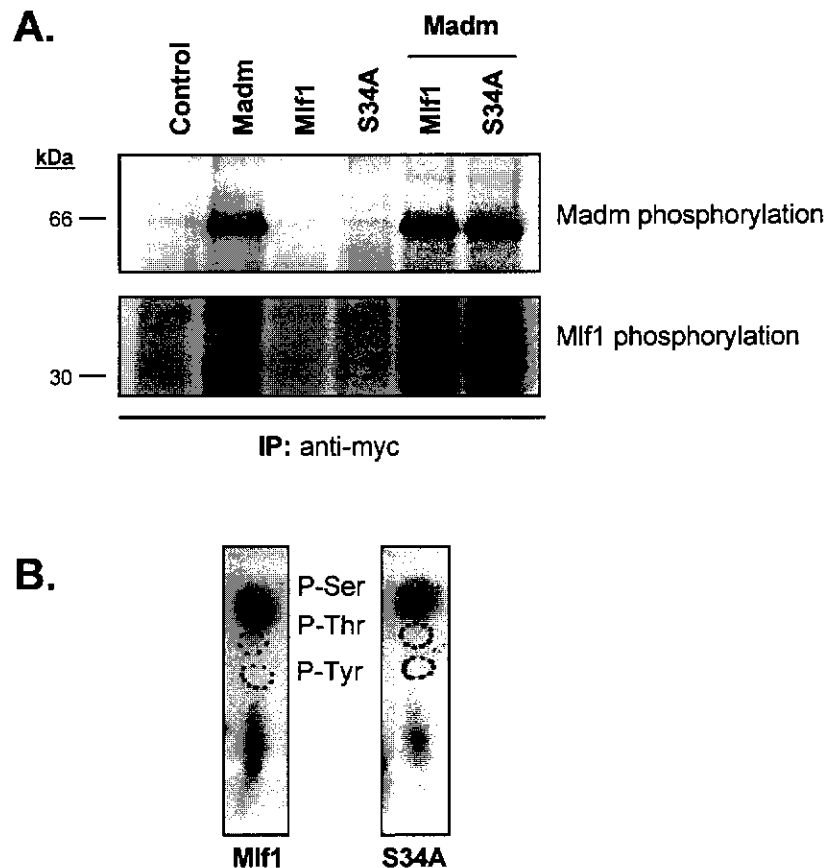 A.
Madm
Control
Madm
Mlf1
S34A
Mlf1
S34A
kDa
66
Madm phosphorylation
Mlf1 phosphorylation
30
IP: anti-myc
B.
P-Ser
P-Thr
P-Tyr
Mlf1
S34A